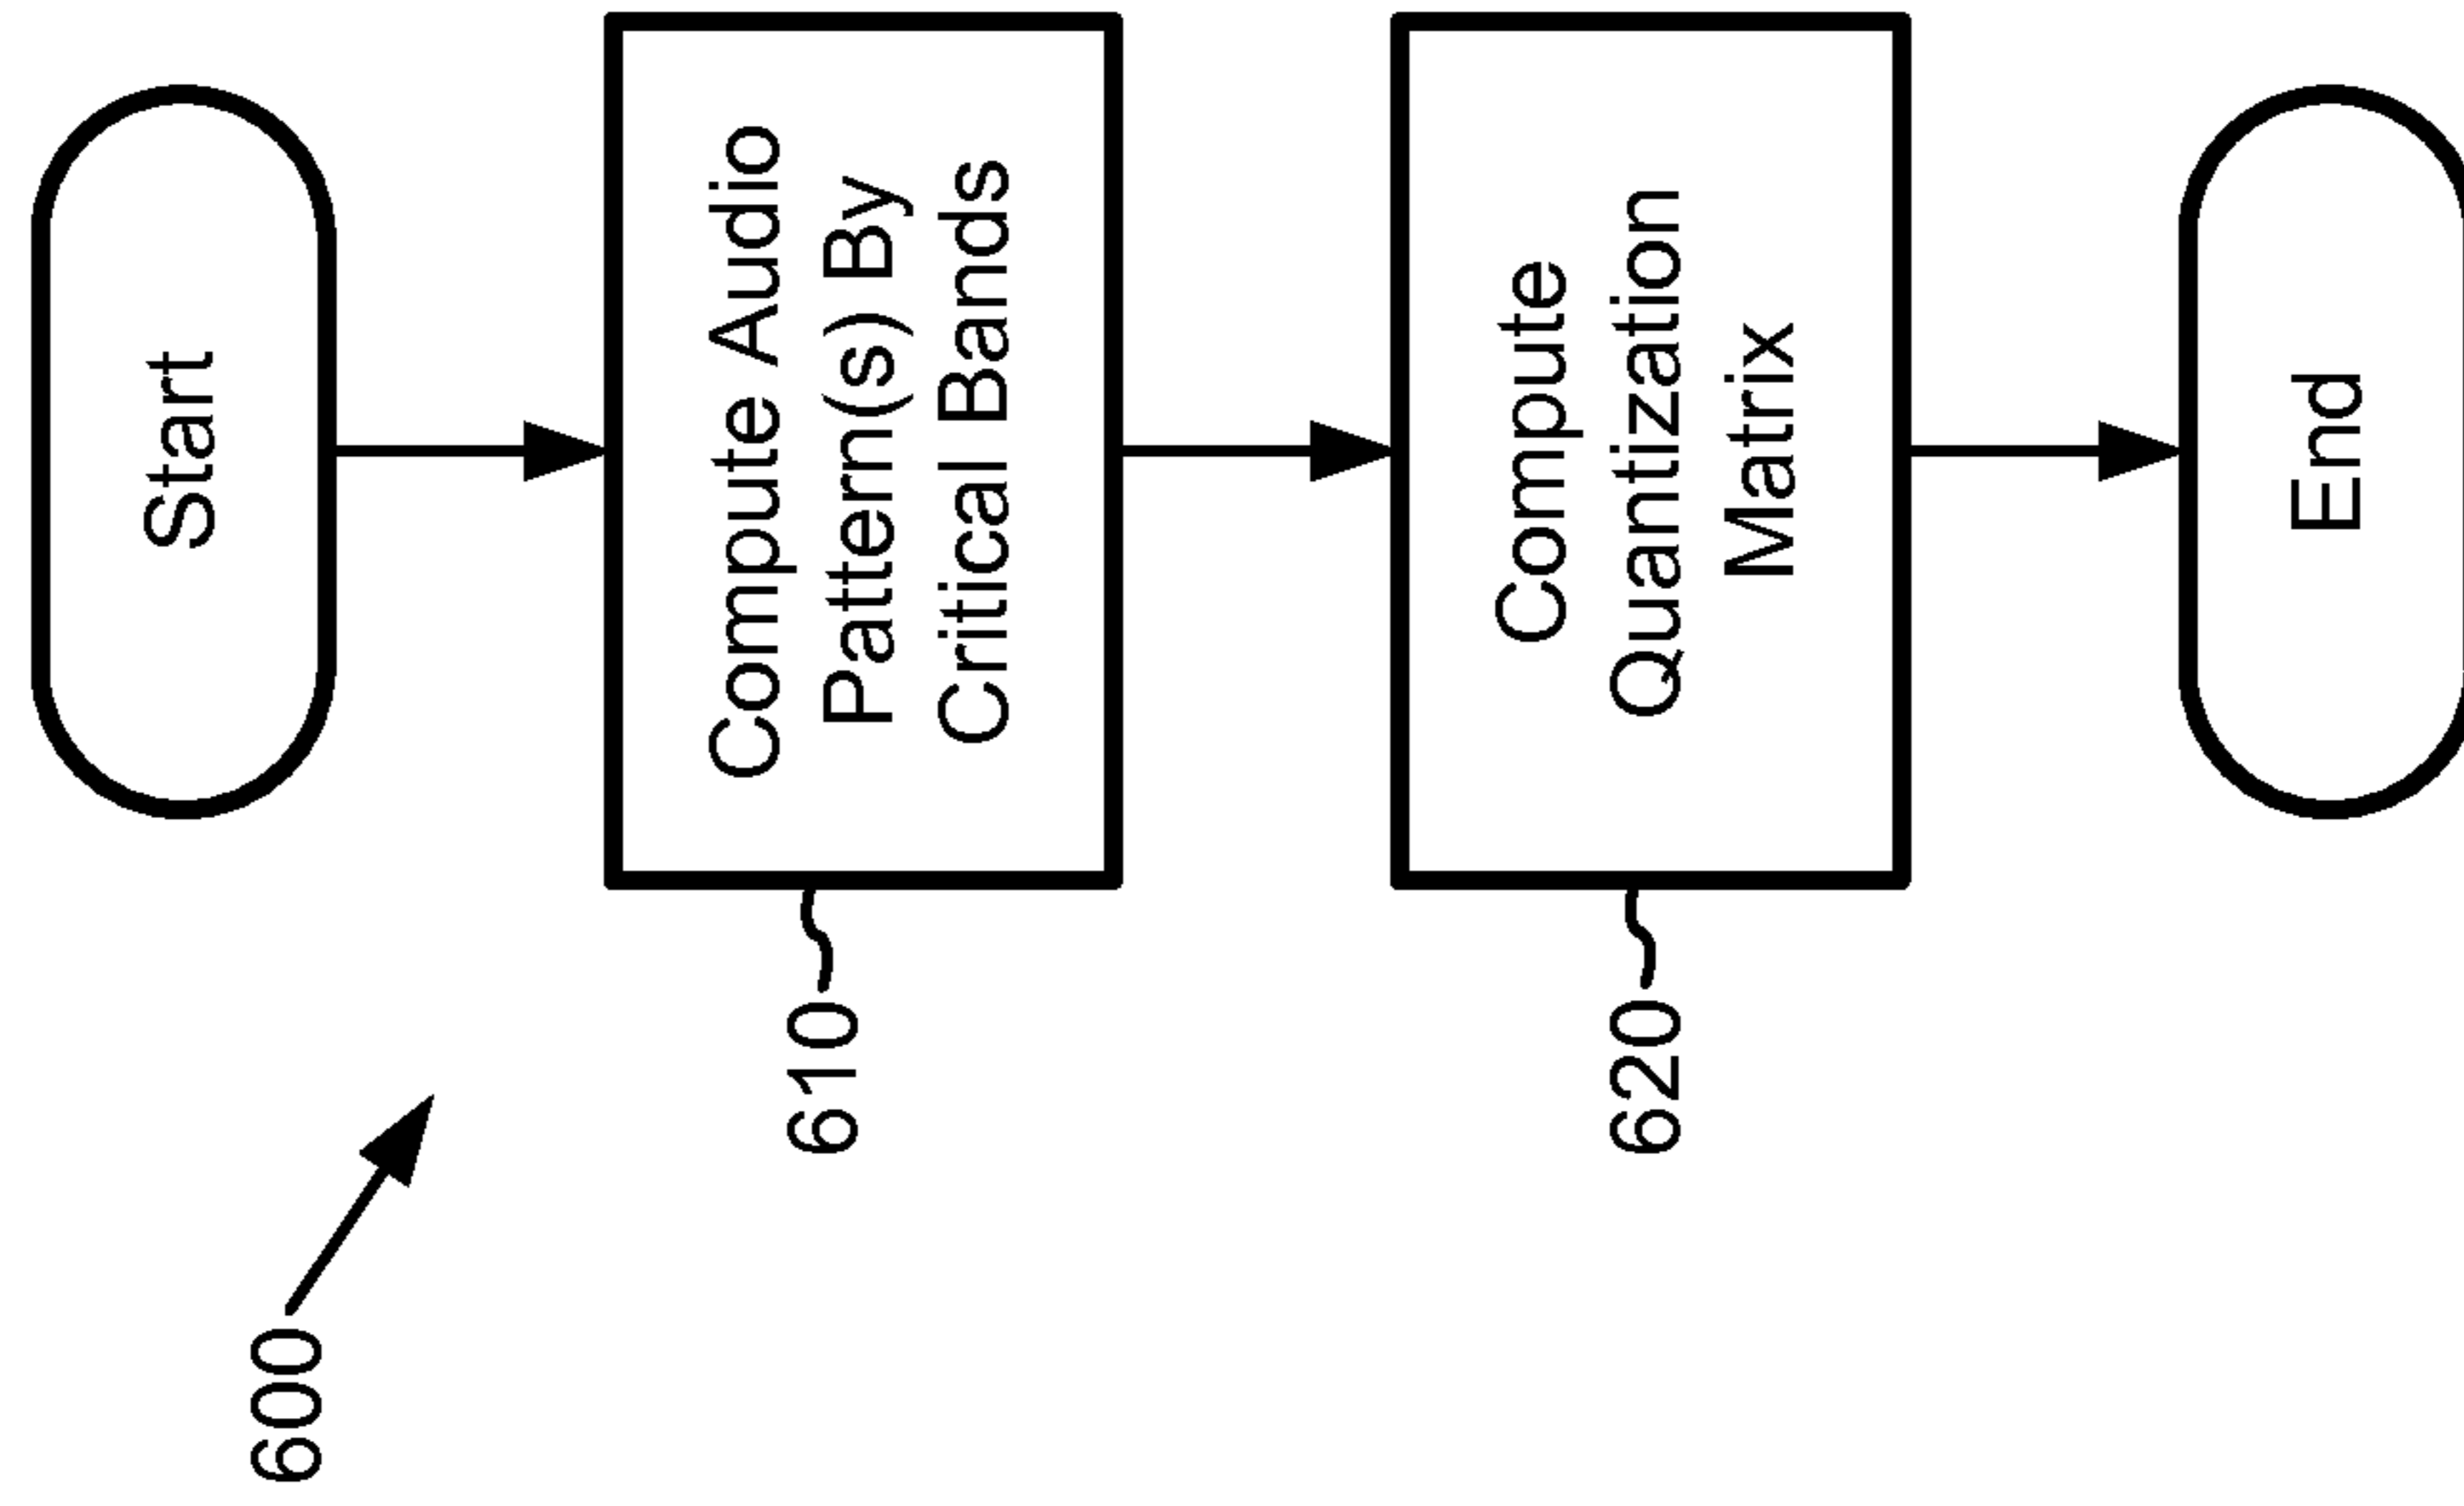 600
Start
610
Compute Audio
Pattern(s) By
Critical Bands
620
Compute
Quantization
Matrix
End